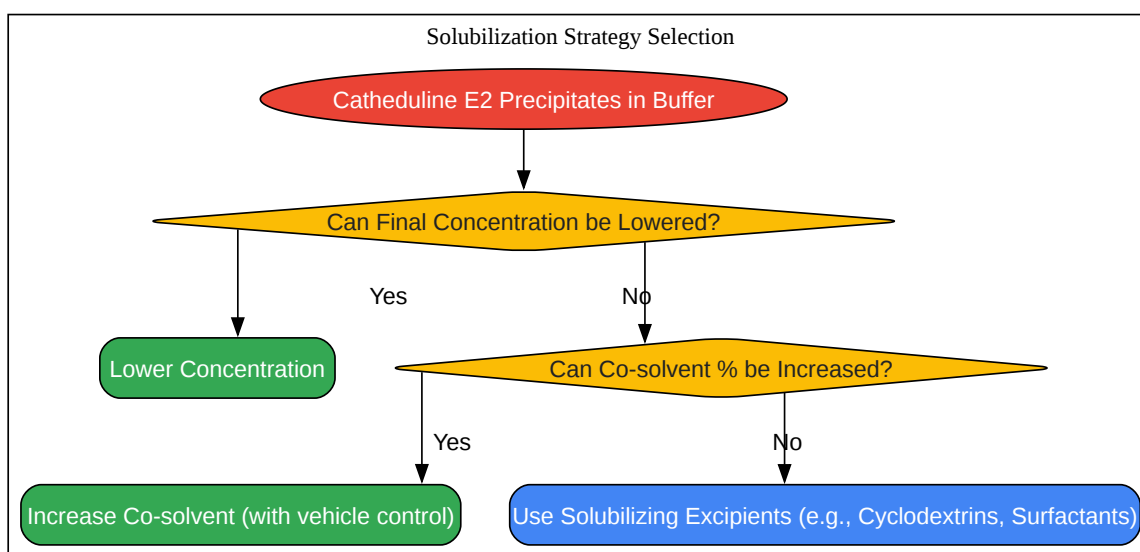 Solubilization Strategy Selection
Catheduline E2 Precipitates in Buffer
Can Final Concentration be Lowered?
Yes
No
Lower Concentration
Can Co-solvent % be Increased?
Yes
No
Increase Co-solvent (with vehicle control)
Use Solubilizing Excipients (e.g., Cyclodextrins, Surfactants)